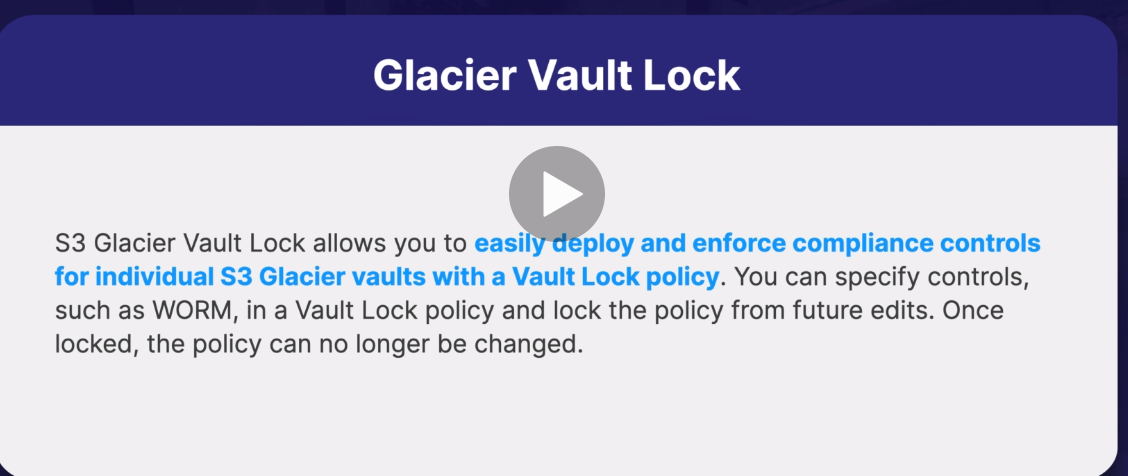 Glacier Vault Lock
S3 Glacier Vault Lock allows you to easily deploy and enforce compliance controls
for individual S3 Glacier vaults with a Vault Lock policy. You can specify controls,
such as WORM, in a Vault Lock policy and lock the policy from future edits. Once
locked, the policy can no longer be changed.